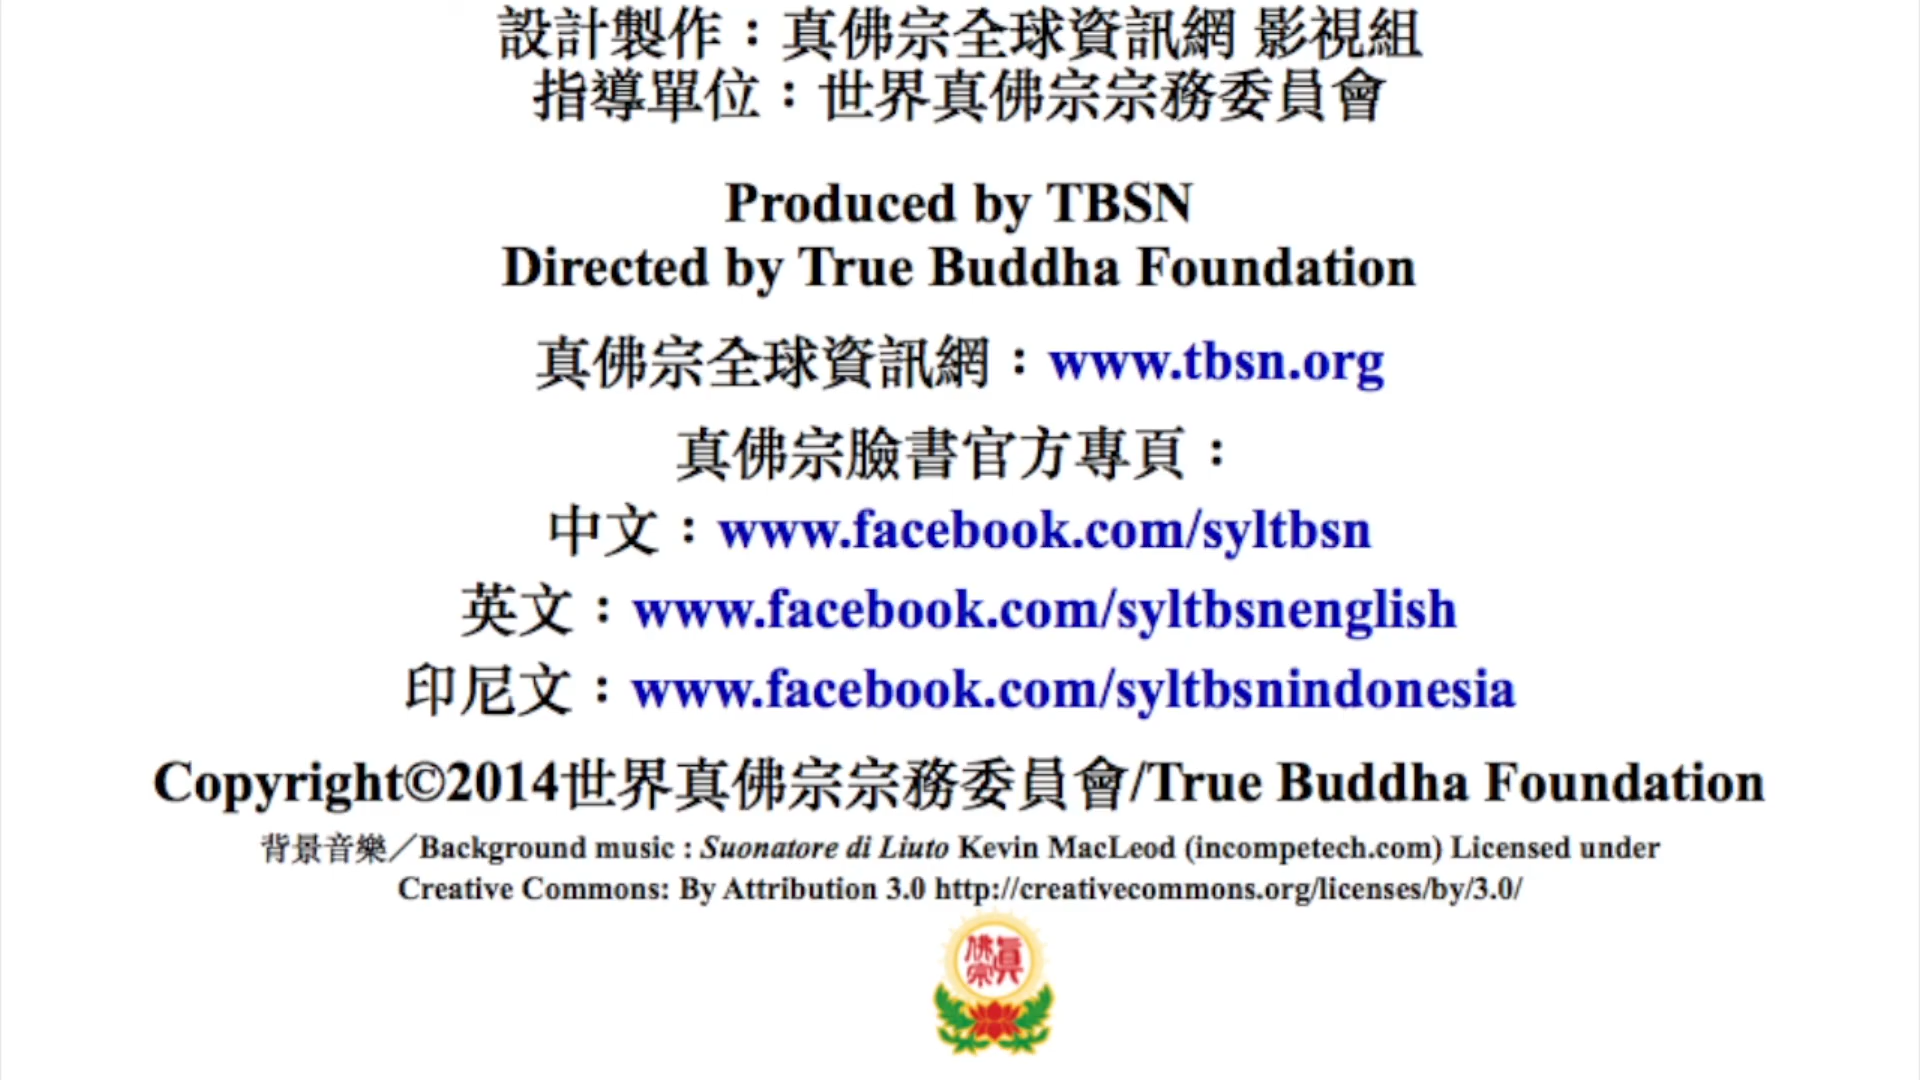 設計製作：真佛宗全球資訊網 影視組
指導單位：世界真佛宗宗務委員會
Produced by TBSN
Directed by True Buddha Foundation
真佛宗全球資訊網：www.tbsn.org
真佛宗臉書官方專頁：
中文：www.facebook.com/syltbsn
英文：www.facebook.com/syltbsnenglish
印尼文：www.facebook.com/syltbsnindonesia
Copyright©2014世界真佛宗宗務委員會/True Buddha Foundation
背景音樂／Background music : Suonatore di Liuto Kevin MacLeod (incompetech.com) Licensed under
Creative Commons: By Attribution 3.0 http://creativecommons.org/licenses/by/3.0/
眞佛宗